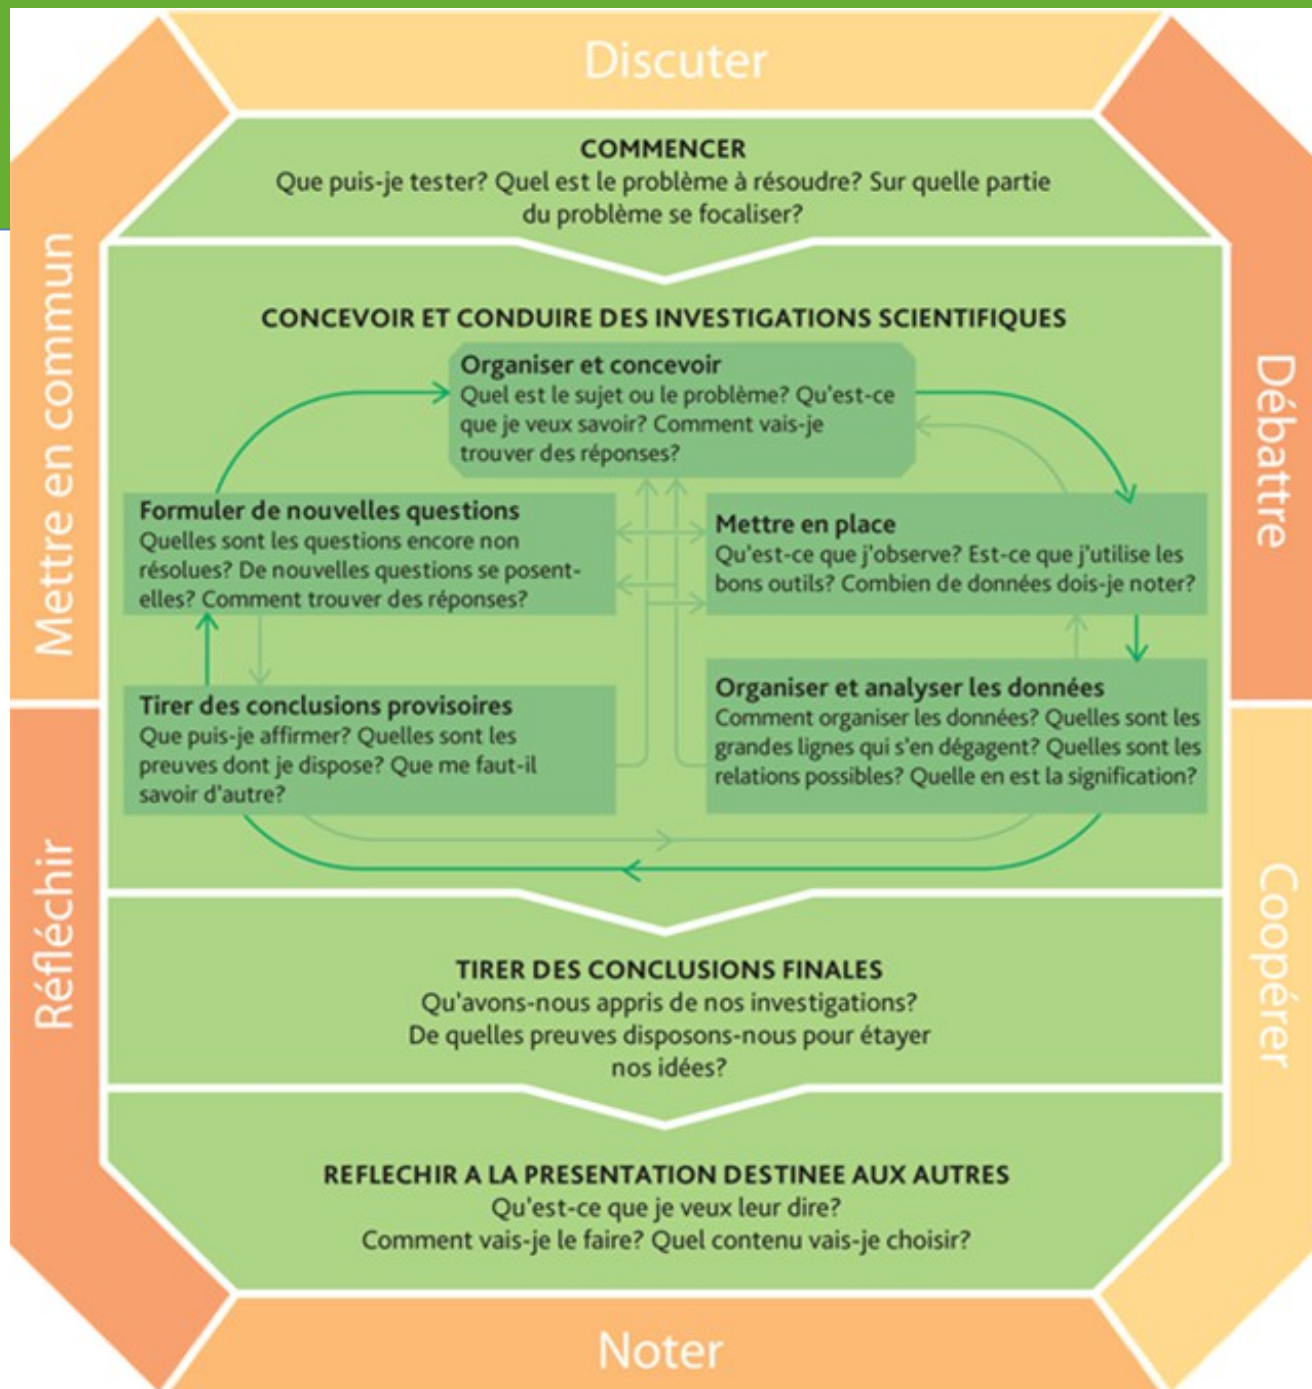 Discuter
COMMENCER
Que puis-je tester? Quel est le problème à résoudre? Sur quelle partie
du problème se focaliser?
Mettre en commun
Débattre
CONCEVOIR ET CONDUIRE DES INVESTIGATIONS SCIENTIFIQUES
Organiser et concevoir
Quel est le sujet ou le problème? Qu'est-ce
que je veux savoir? Comment vais-je
trouver des réponses?
Formuler de nouvelles questions
Quelles sont les questions encore non
résolues? De nouvelles questions se posent-
elles? Comment trouver des réponses?
Mettre en place
Qu'est-ce que j'observe? Est-ce que j'utilise les
bons outils? Combien de données dois-je noter?
Tirer des conclusions provisoires
Que puis-je affirmer? Quelles sont les
preuves dont je dispose? Que me faut-il
savoir d'autre?
Organiser et analyser les données
Comment organiser les données? Quelles sont les
grandes lignes qui s'en dégagent? Quelles sont les
relations possibles? Quelle en est la signification?
Réfléchir
Coopérer
TIRER DES CONCLUSIONS FINALES
Qu'avons-nous appris de nos investigations?
De quelles preuves disposons-nous pour étayer
nos idées?
REFLECHIR A LA PRESENTATION DESTINEE AUX AUTRES
Qu'est-ce que je veux leur dire?
Comment vais-je le faire? Quel contenu vais-je choisir?
Noter